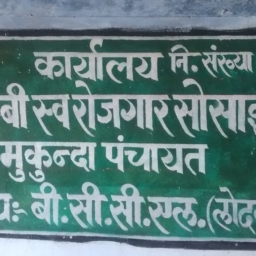 कार्यालय नि. संख्या
बी स्वरोजगार सोसाइ
मुकुन्दा पंचायत
यः- बी. सी. सी. एल. (लोद